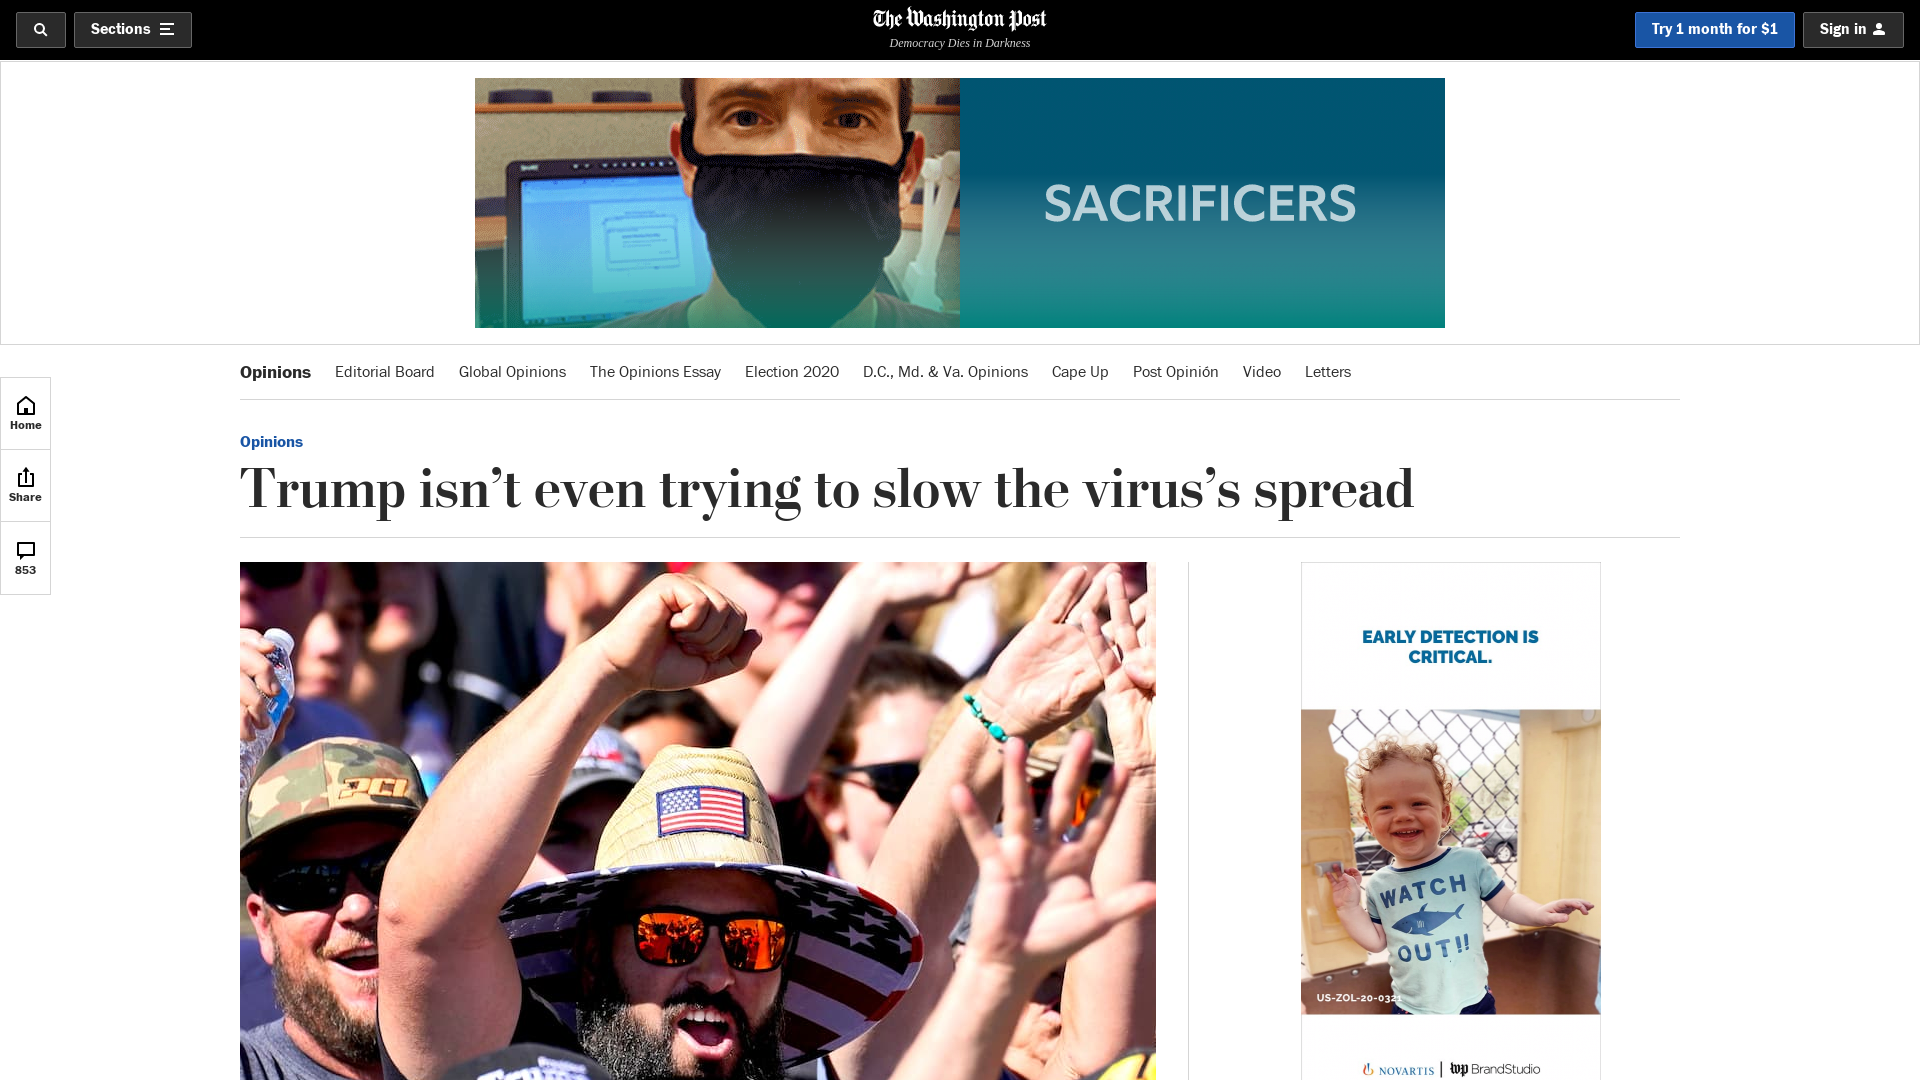 Sections
The Washington Post
Democracy Dies in Darkness
Try 1 month for $1
Sign in
SACRIFICERS
Opinions
Editorial Board
Global Opinions
The Opinions Essay
Election 2020
D.C., Md. & Va. Opinions
Cape Up
Post Opinión
Video
Letters
Home
Share
853
Opinions
Trump isn’t even trying to slow the virus’s spread
EARLY DETECTION IS
CRITICAL.
WATCH
OUT!!
US-ZOL-20-0321
NOVARTIS | wp BrandStudio